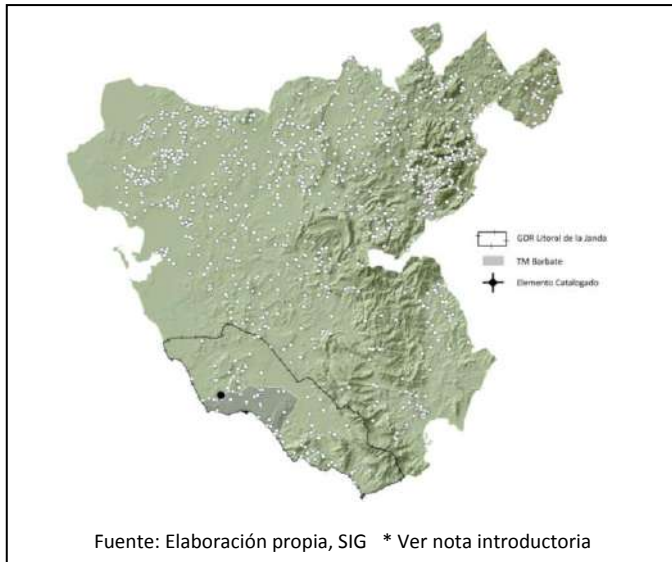 GDR Litoral de la Janda
TM Barbate
Elemento Catalogado
Fuente: Elaboración propia, SIG * Ver nota introductoria